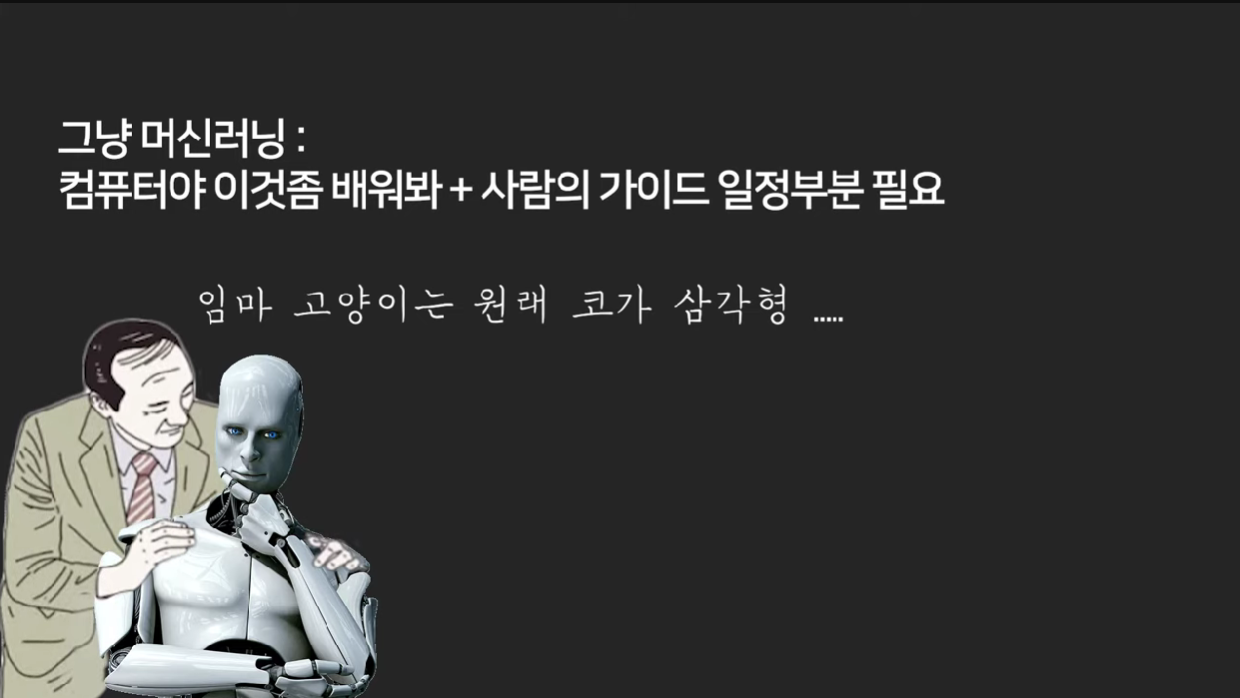 그냥 머신러닝 :
컴퓨터야 이것좀 배워봐 + 사람의 가이드 일정부분 필요
임마 고양이는 원래 코가 삼각형 .....